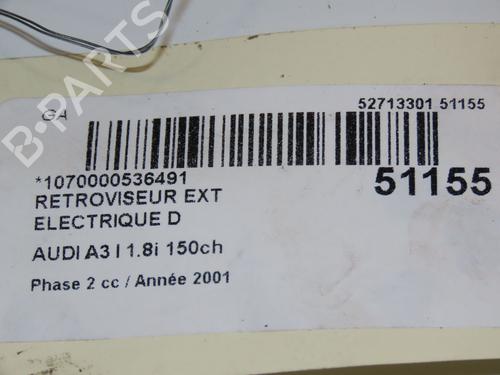 GA
52713301 51155
*1070000536491
51155
RETROVISEUR EXT
ELECTRIQUE D
AUDI A3 I 1.8i 150ch
Phase 2 cc / Année 2001
B-PARTS